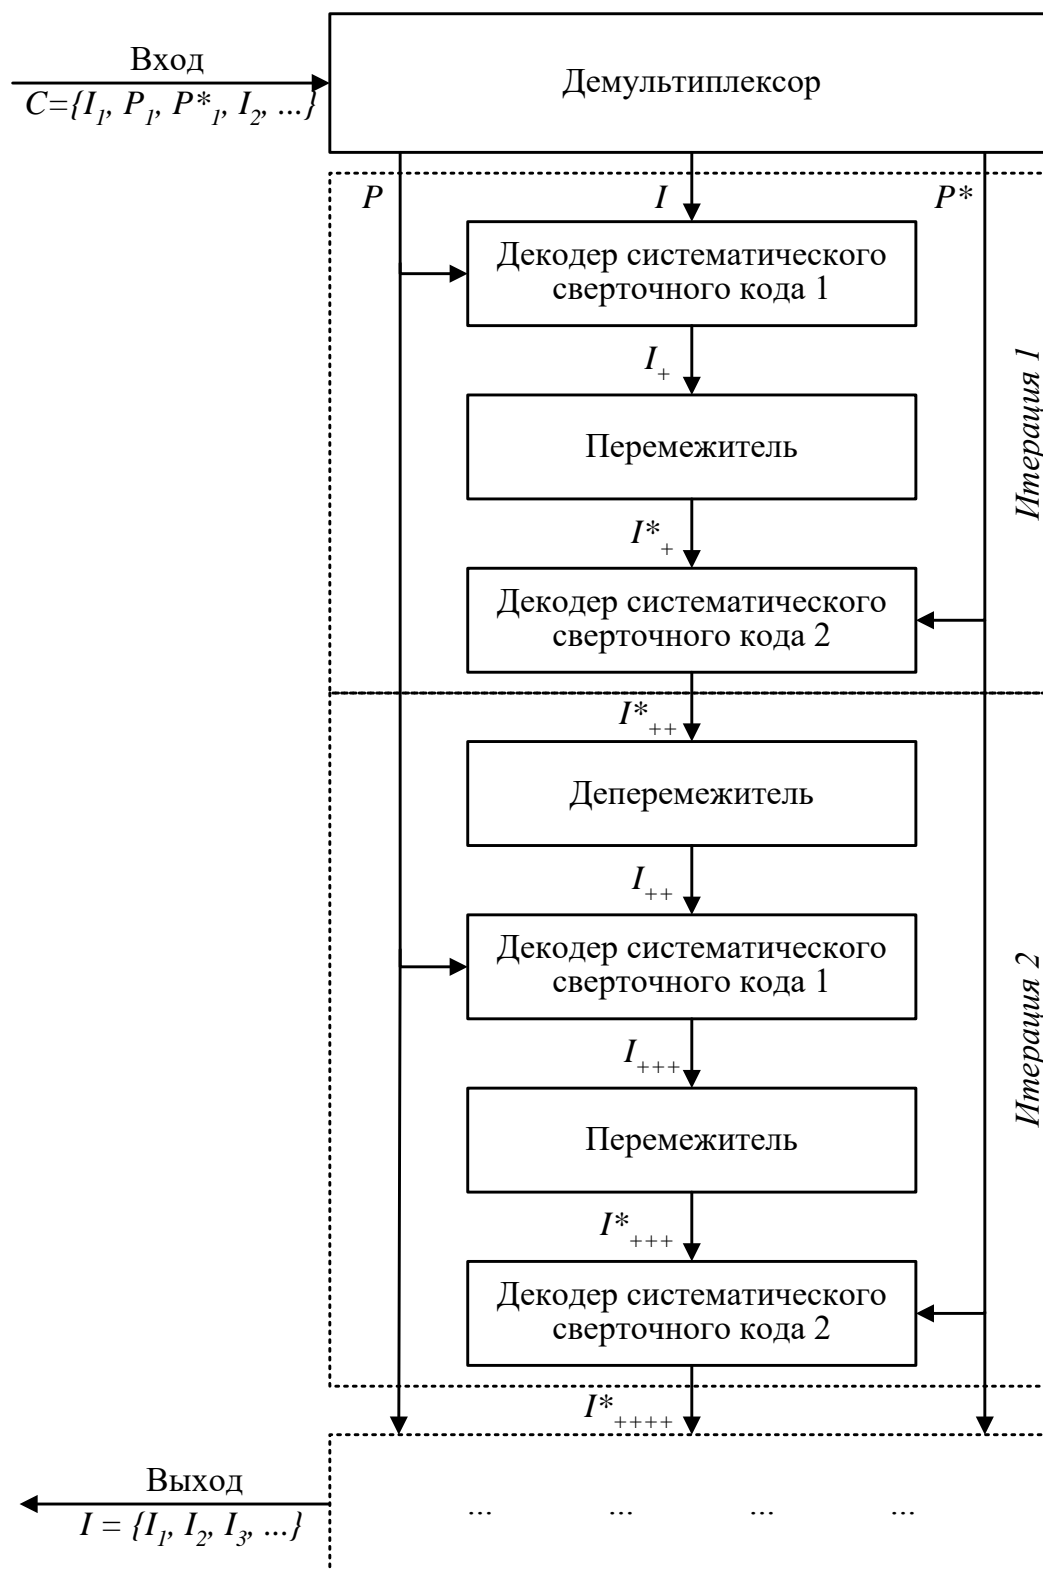 Вход
C={I₁, P₁, P*₁, I₂, ...}
Демультиплексор
P
I
P*
Декодер систематического
сверточного кода 1
I₊
Перемежитель
I*₊
Декодер систематического
сверточного кода 2
Итерация 1
I*₊₊
Деперемежитель
I₊₊
Декодер систематического
сверточного кода 1
I₊₊₊
Перемежитель
I*₊₊₊
Декодер систематического
сверточного кода 2
Итерация 2
I*₊₊₊₊
Выход
I = {I₁, I₂, I₃, ...}
... ... ... ...